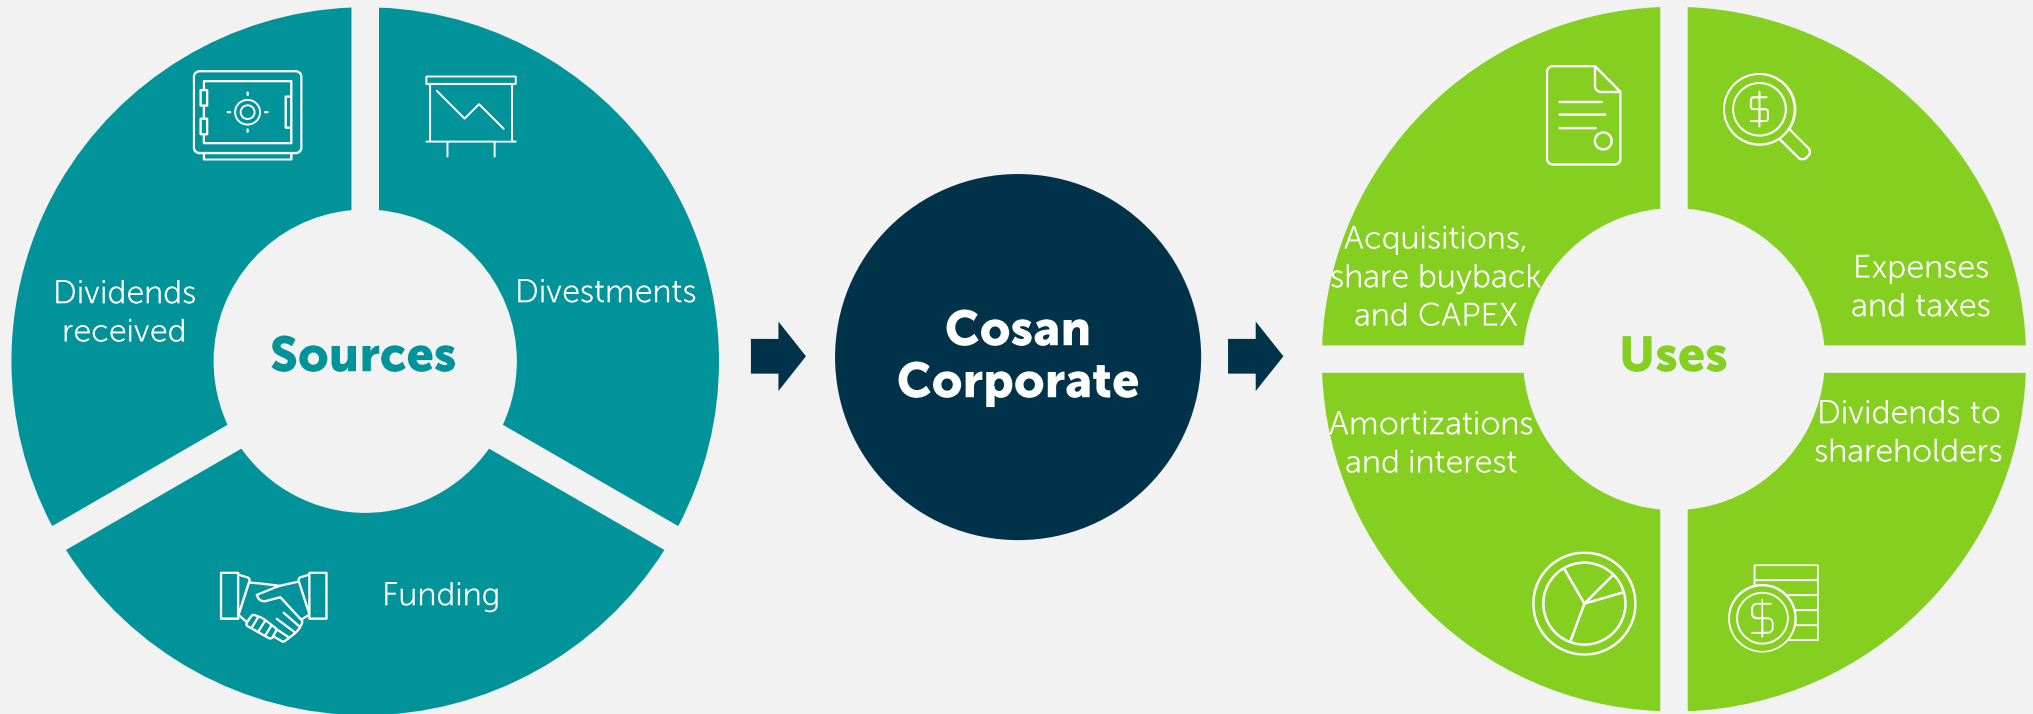 Dividends
received
Divestments
Sources
Funding
Cosan
Corporate
Acquisitions,
share buyback
and CAPEX
Expenses
and taxes
Uses
Amortizations
and interest
Dividends to
shareholders
$
$